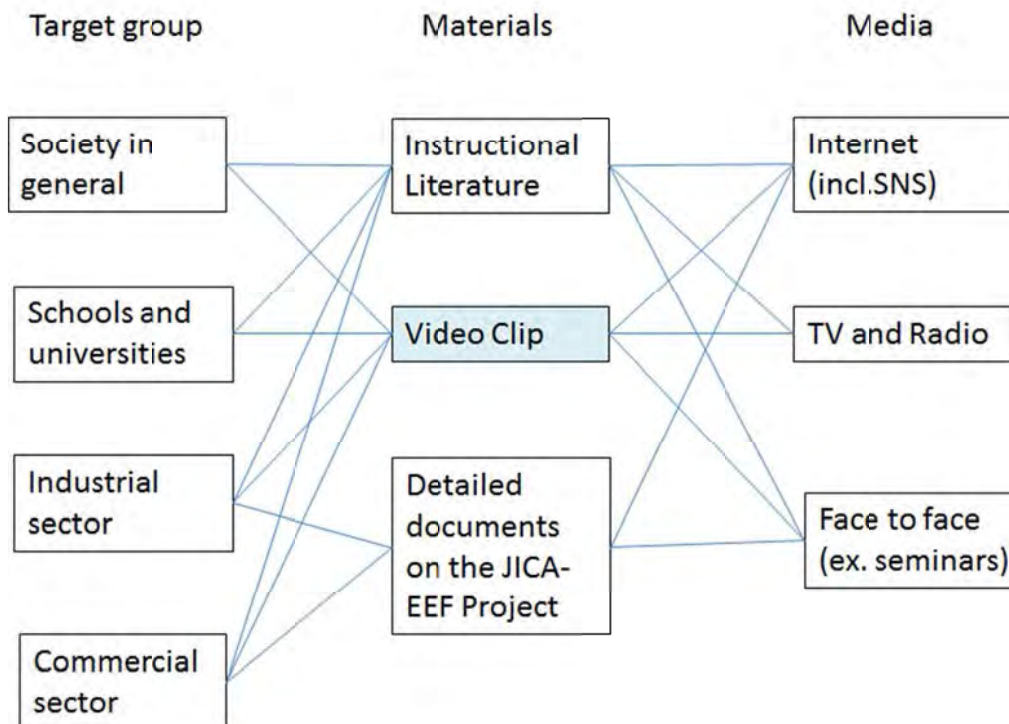 Target group
Materials
Media
Society in
general
Instructional
Literature
Internet
(incl.SNS)
Schools and
universities
Video Clip
TV and Radio
Industrial
sector
Detailed
documents
on the JICA-
EEF Project
Face to face
(ex. seminars)
Commercial
sector